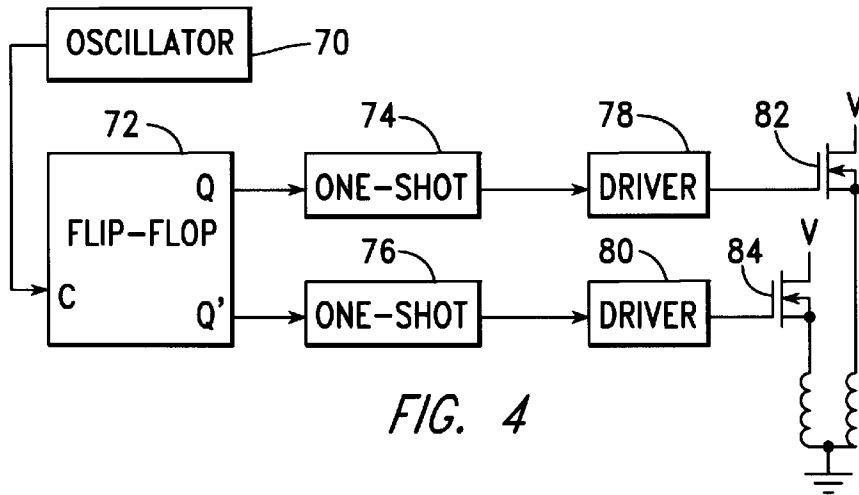 OSCILLATOR 70
72 74 78 82 V
Q ONE-SHOT DRIVER
FLIP-FLOP
76 80 84 V
C Q' ONE-SHOT DRIVER
FIG. 4